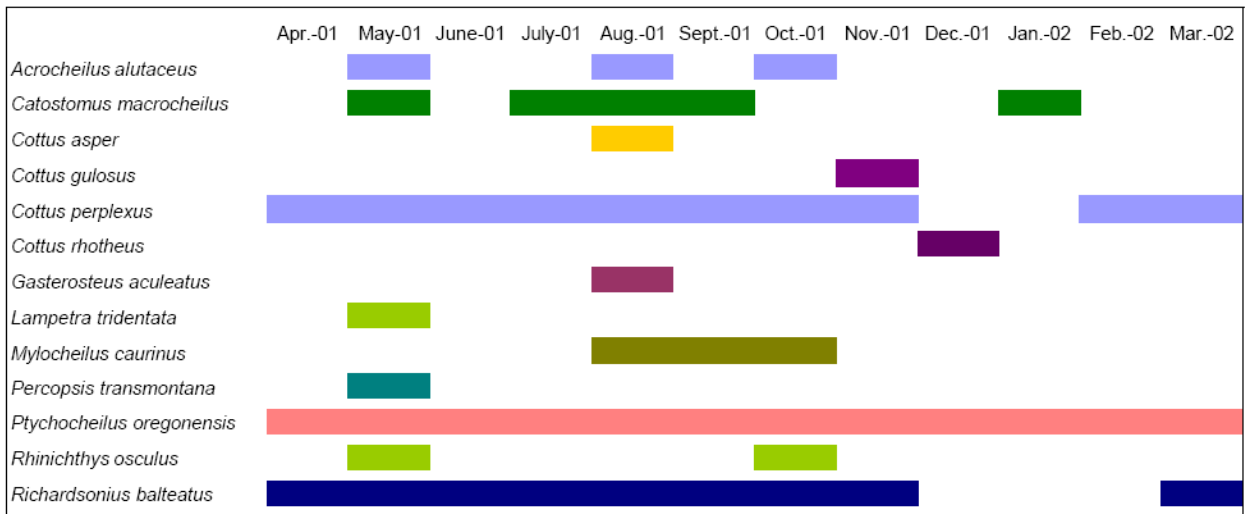 Apr.-01 May-01 June-01 July-01 Aug.-01 Sept.-01 Oct.-01 Nov.-01 Dec.-01 Jan.-02 Feb.-02 Mar.-02
Acrocheilus alutaceus
Catostomus macrocheilus
Cottus asper
Cottus gulosus
Cottus perplexus
Cottus rhotheus
Gasterosteus aculeatus
Lampetra tridentata
Mylocheilus caurinus
Percopsis transmontana
Ptychocheilus oregonensis
Rhinichthys osculus
Richardsonius balteatus